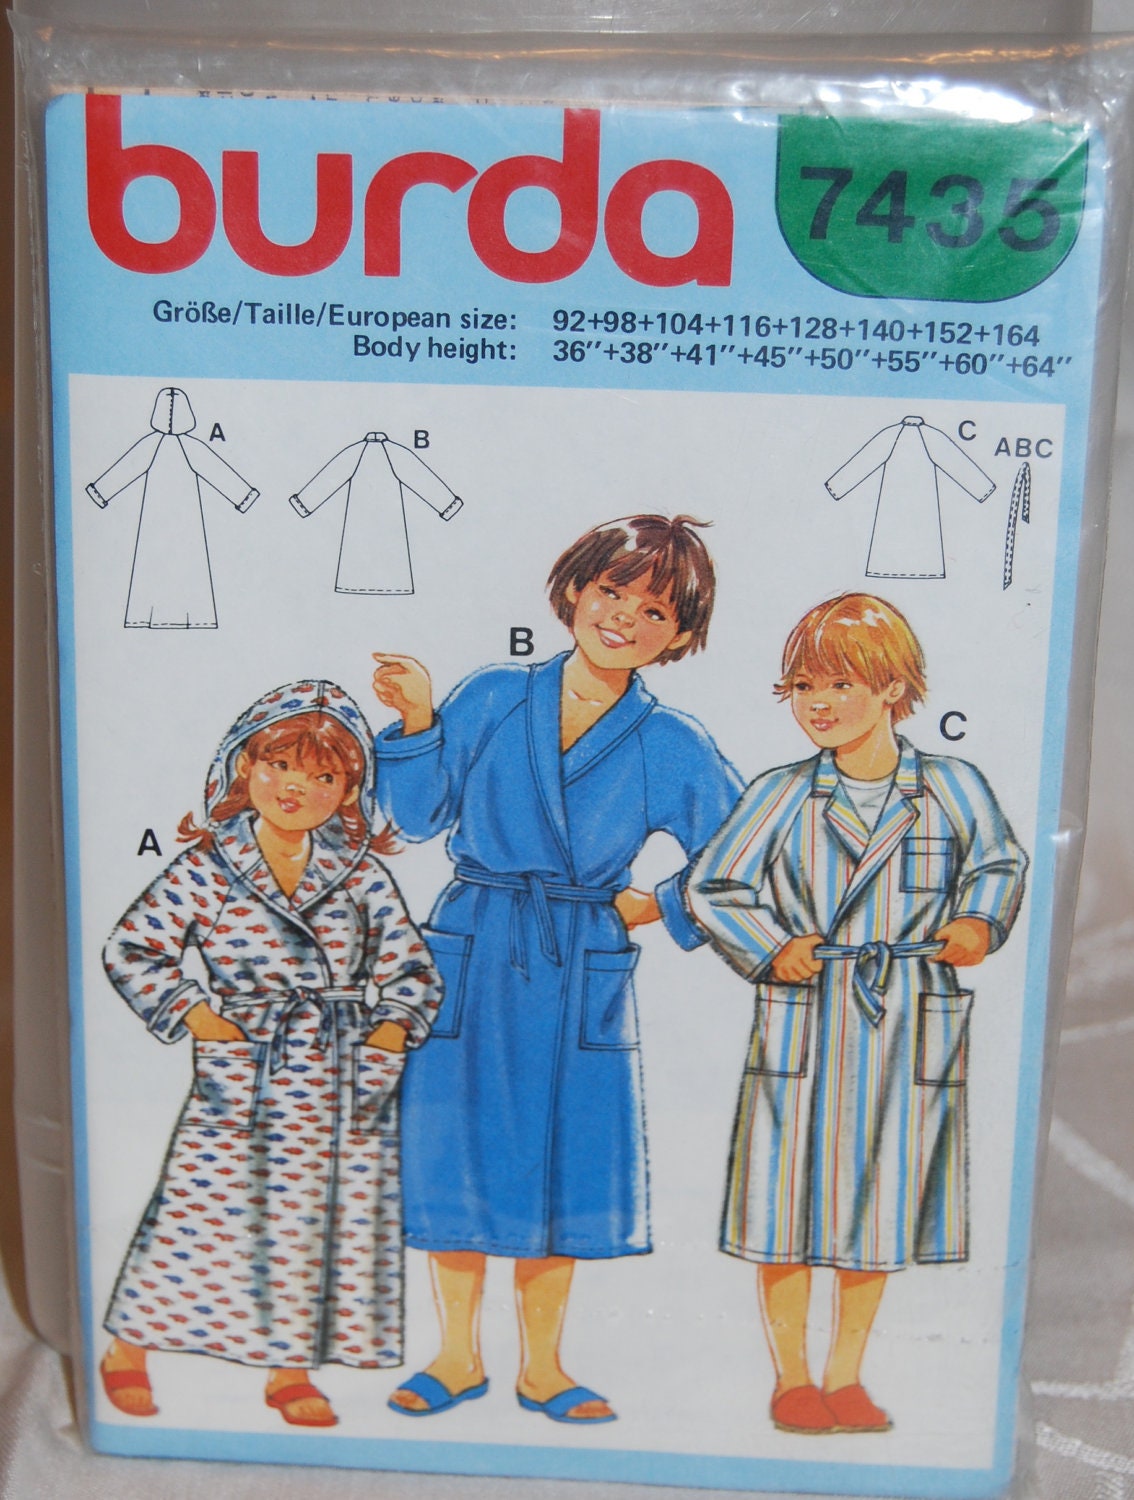 burda
7435
Größe/Taille/European size: 92+98+104+116+128+140+152+164
Body height: 36″+38″+41″+45″+50″+55″+60″+64″
A
B
C
ABC
B
C
A